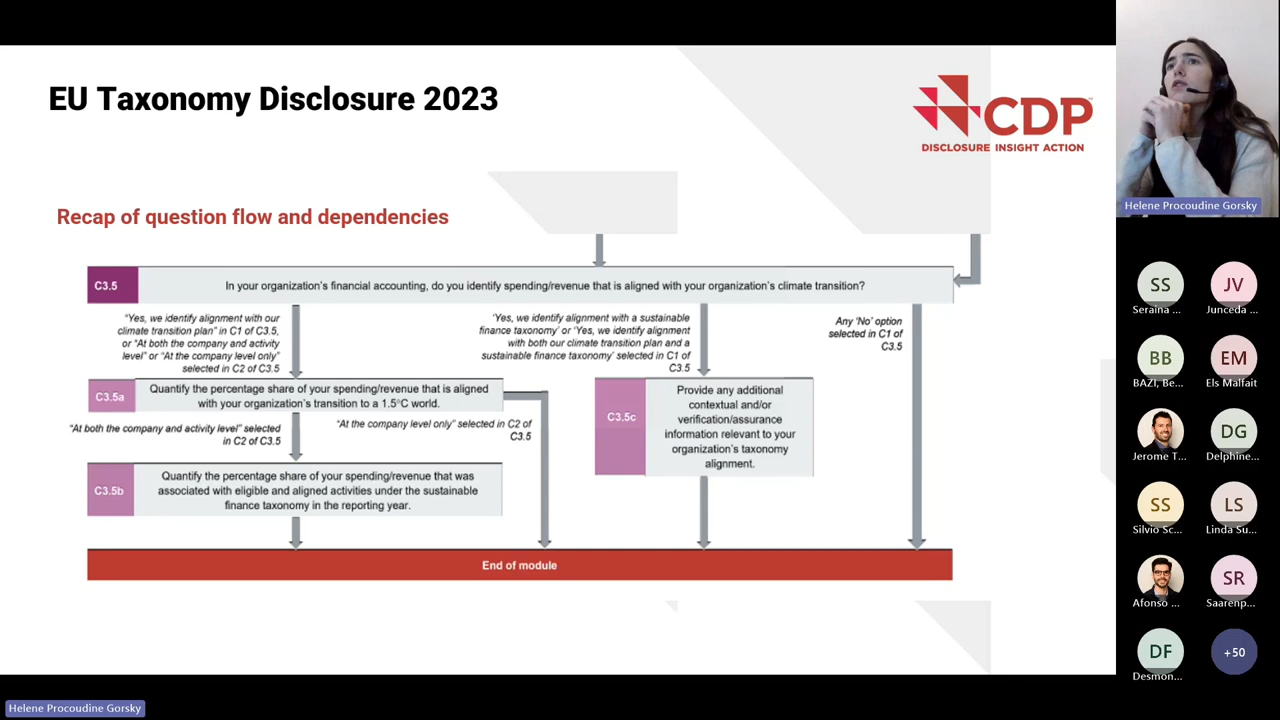 EU Taxonomy Disclosure 2023
CDP
DISCLOSURE INSIGHT ACTION
Recap of question flow and dependencies
C3.5
In your organization's financial accounting, do you identify spending/revenue that is aligned with your organization's climate transition?
"Yes, we identify alignment with our
climate transition plan" in C1 of C3.5,
or "At both the company and activity
level" or "At the company level only"
selected in C2 of C3.5
'Yes, we identify alignment with a sustainable
finance taxonomy' or 'Yes, we identify alignment
with both our climate transition plan and a
sustainable finance taxonomy' selected in C1 of
C3.5
Any 'No' option
selected in C1 of
C3.5
C3.5a
Quantify the percentage share of your spending/revenue that is aligned
with your organization's transition to a 1.5°C world.
"At both the company and activity level" selected
in C2 of C3.5
"At the company level only" selected in C2 of
C3.5
C3.5b
Quantify the percentage share of your spending/revenue that was
associated with eligible and aligned activities under the sustainable
finance taxonomy in the reporting year.
C3.5c
Provide any additional
contextual and/or
verification/assurance
information relevant to your
organization's taxonomy
alignment.
End of module
Helene Procoudine Gorsky
SS
Seraina ...
JV
Junceda ...
BB
BAZI, Be...
EM
Els Malfait
Jerome T...
DG
Delphine...
SS
Silvio Sc...
LS
Linda Su...
Afonso ...
SR
Saarenp...
DF
Desmon...
+50
Helene Procoudine Gorsky